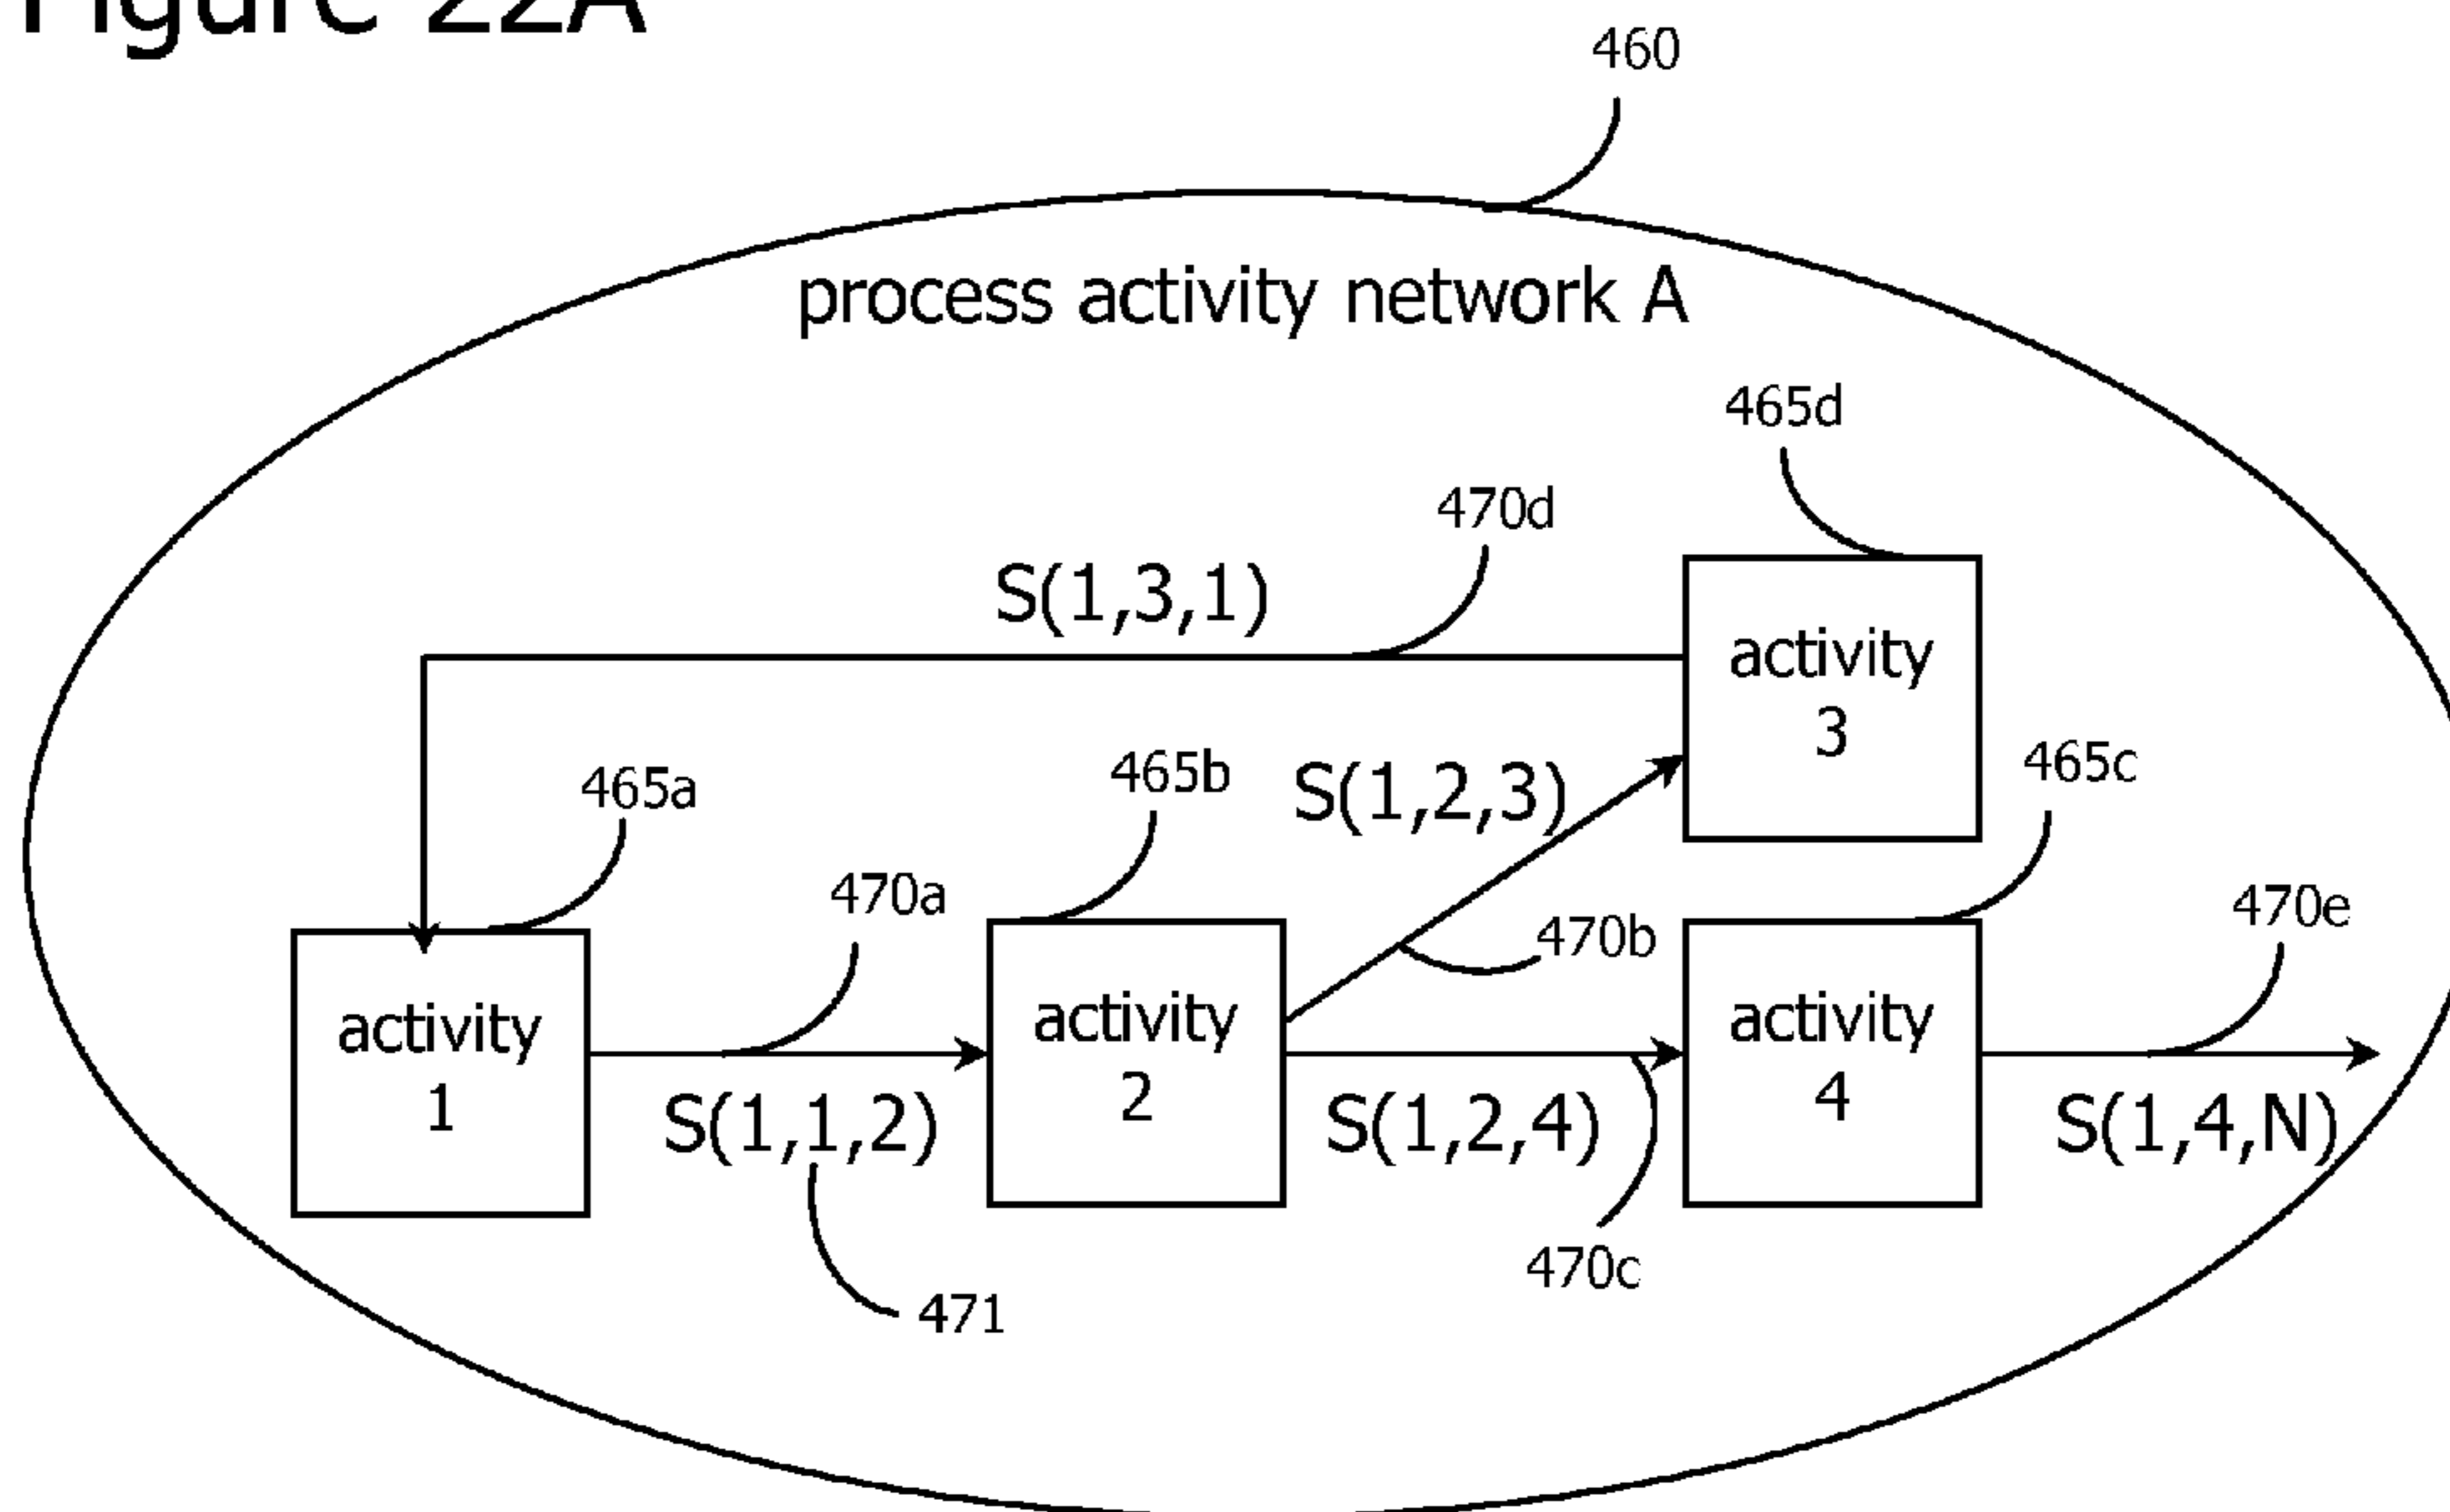 Figure 22A
460
process activity network A
465d
470d
S(1,3,1)
activity
3
465a
465b
S(1,2,3)
465c
470a
470b
470e
activity
1
activity
2
activity
4
S(1,1,2)
S(1,2,4)
S(1,4,N)
470c
471